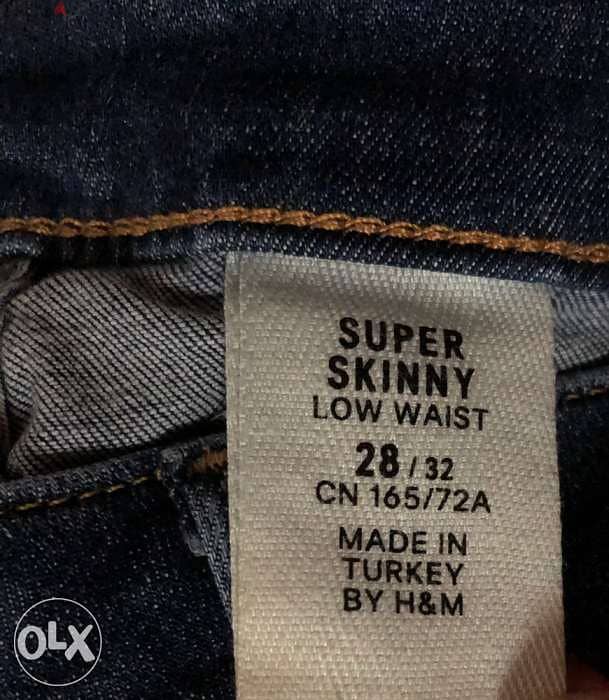 SUPER
SKINNY
LOW WAIST
28 / 32
CN 165/72A
MADE IN
TURKEY
BY H&M
OLX